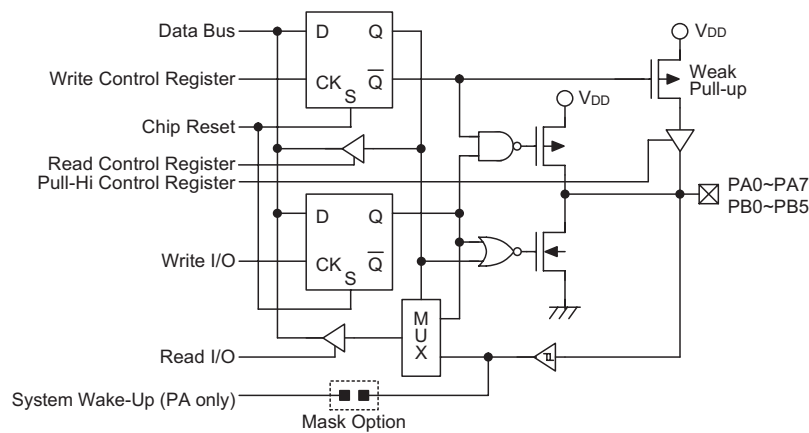 Data Bus
D
Q
VDD
Write Control Register
CK
Q
S
Weak
Pull-up
VDD
Chip Reset
Read Control Register
Pull-Hi Control Register
PA0~PA7
PB0~PB5
D
Q
Write I/O
CK
Q
S
M
U
X
Read I/O
System Wake-Up (PA only)
Mask Option